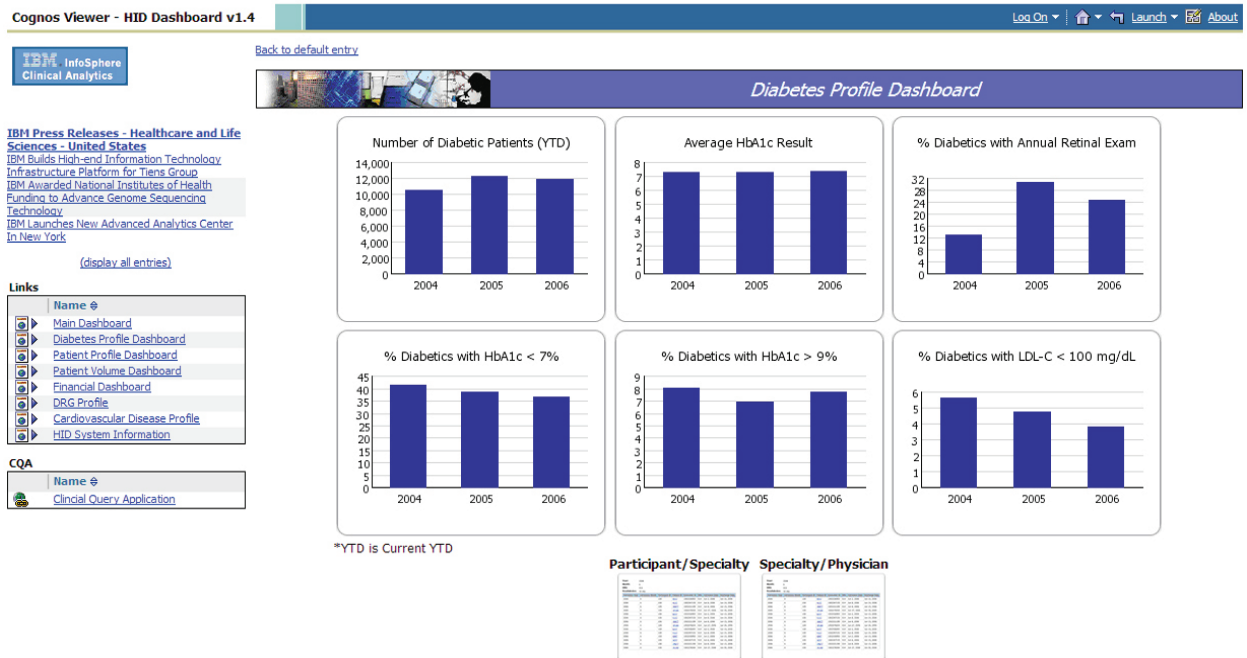 Cognos Viewer - HID Dashboard v1.4
Log On
Launch
About
IBM. InfoSphere
Clinical Analytics
Back to default entry
Diabetes Profile Dashboard
IBM Press Releases - Healthcare and Life
Sciences - United States
IBM Builds High-end Information Technology
Infrastructure Platform for Tiens Group
IBM Awarded National Institutes of Health
Funding to Advance Genome Sequencing
Technology
IBM Launches New Advanced Analytics Center
In New York
(display all entries)
Links
Name
Main Dashboard
Diabetes Profile Dashboard
Patient Profile Dashboard
Patient Volume Dashboard
Financial Dashboard
DRG Profile
Cardiovascular Disease Profile
HID System Information
CQA
Name
Clincial Query Application
Number of Diabetic Patients (YTD)
14,000
12,000
10,000
8,000
6,000
4,000
2,000
0
2004 2005 2006
Average HbA1c Result
8
7
6
5
4
3
2
1
0
2004 2005 2006
% Diabetics with Annual Retinal Exam
32
28
24
20
16
12
8
4
0
2004 2005 2006
% Diabetics with HbA1c < 7%
45
40
35
30
25
20
15
10
5
0
2004 2005 2006
% Diabetics with HbA1c > 9%
9
8
7
6
5
4
3
2
1
0
2004 2005 2006
% Diabetics with LDL-C < 100 mg/dL
6
5
4
3
2
1
0
2004 2005 2006
*YTD is Current YTD
Participant/Specialty
Specialty/Physician